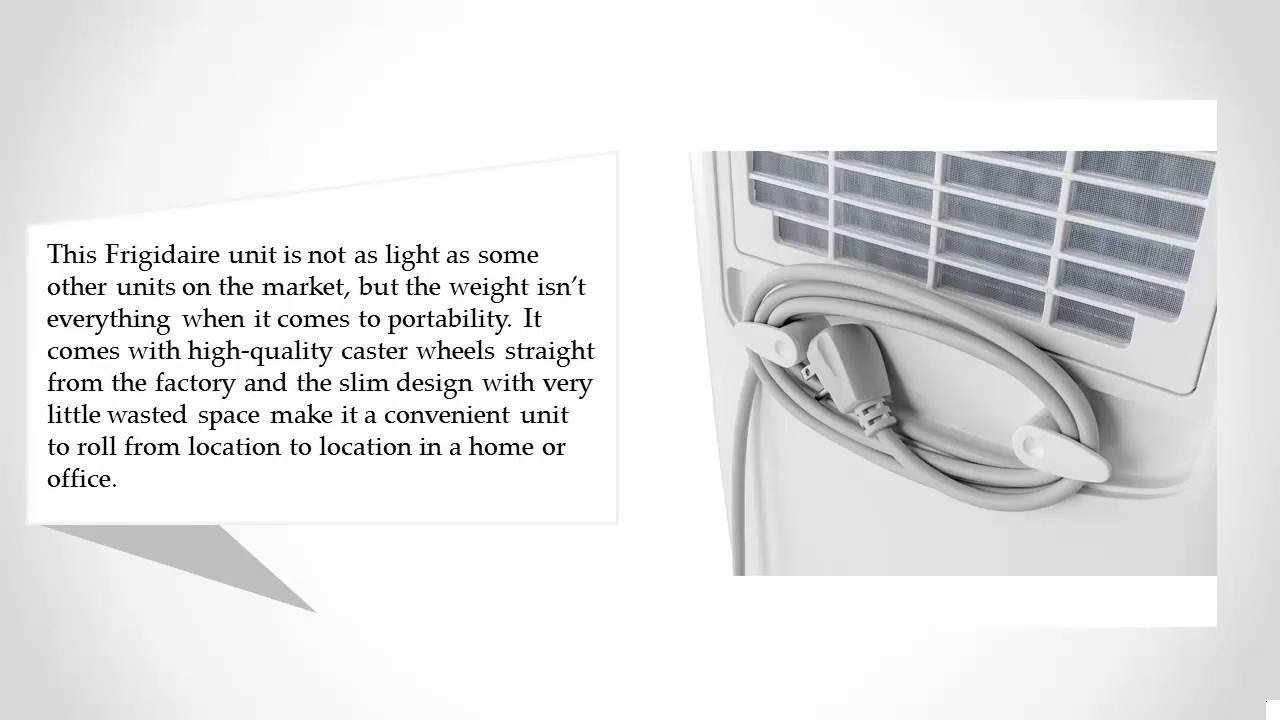 This Frigidaire unit is not as light as some
other units on the market, but the weight isn’t
everything when it comes to portability. It
comes with high-quality caster wheels straight
from the factory and the slim design with very
little wasted space make it a convenient unit
to roll from location to location in a home or
office.